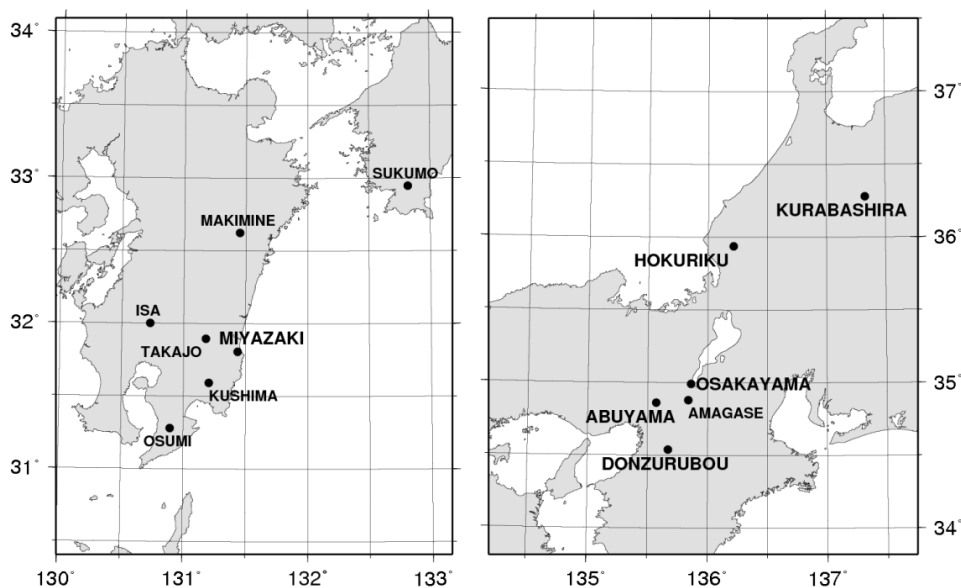 34°
33°
32°
31°
130°
131°
132°
133°
SUKUMO
MAKIMINE
ISA
MIYAZAKI
TAKAJO
KUSHIMA
OSUMI
37°
36°
35°
34°
135°
136°
137°
KURABASHIRA
HOKURIKU
OSAKAYAMA
ABUYAMA
AMAGASE
DONZURUBOU